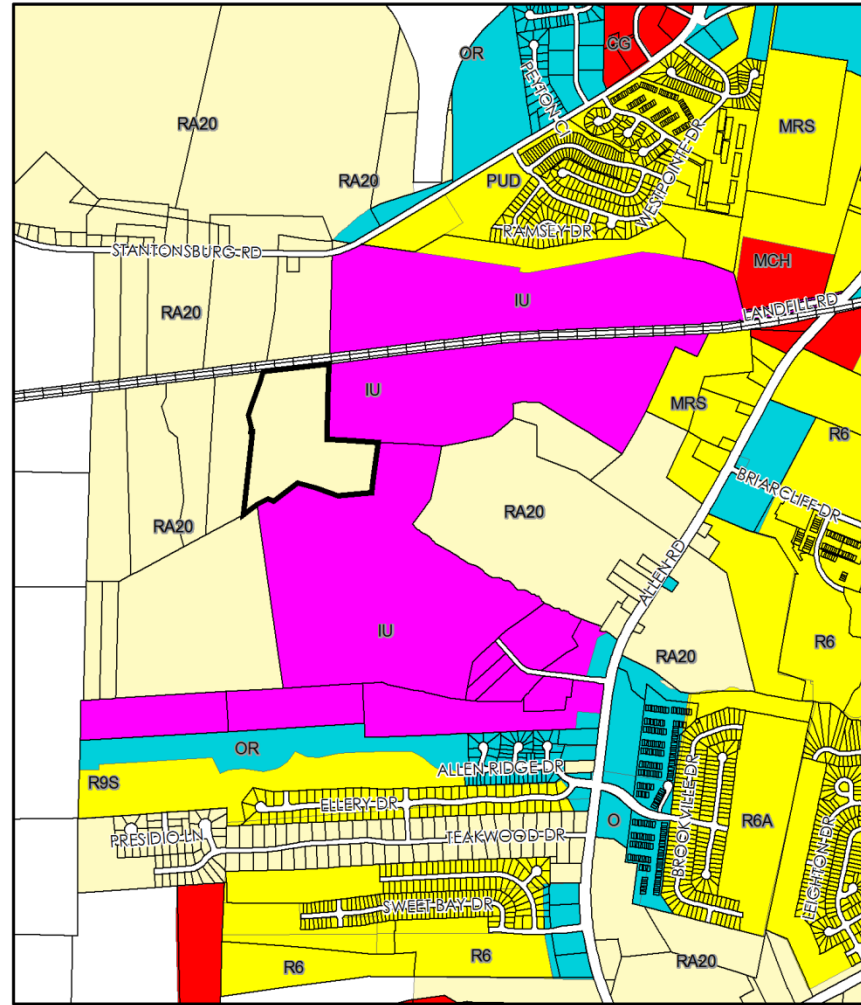 CG
OR
PEYTON CT
RA20
MRS
WESTPOINTE DR
RA20
PUD
RAMSEY DR
STANTONSBURG RD
MCH
IU
LANDFILL RD
RA20
IU
MRS
R6
BRIARCLIFF DR
RA20
RA20
ALLEN RD
IU
R6
RA20
OR
ALLEN RIDGE DR
R9S
ELLERY DR
O
BROOKVILLE DR
R6A
PRESIDIO LN
TEAKWOOD DR
LEIGHTON DR
SWEET BAY DR
R6
R6
RA20